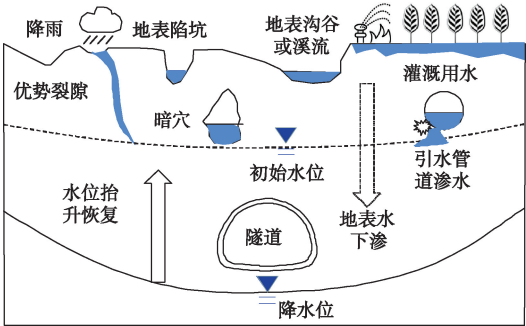 降雨
地表陷坑
地表沟谷
或溪流
优势裂隙
灌溉用水
暗穴
初始水位
引水管
道渗水
水位抬
升恢复
隧道
地表水
下渗
降水位